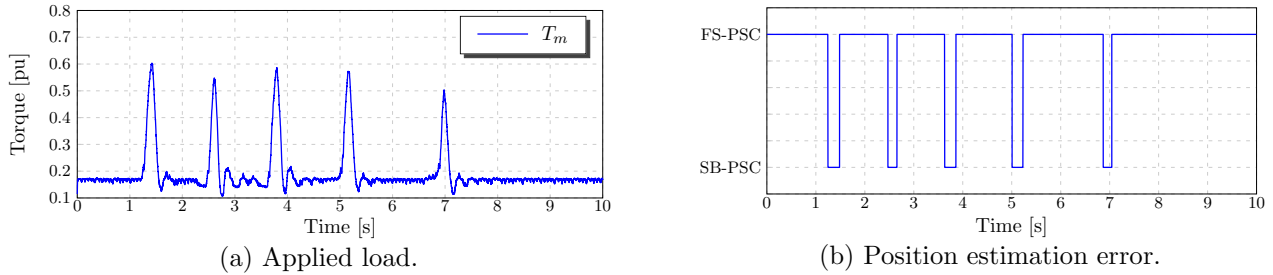 0.8
0.7
0.6
0.5
0.4
0.3
0.2
0.1
Torque [pu]
T_m
0 1 2 3 4 5 6 7 8 9 10
Time [s]
(a) Applied load.
FS-PSC
SB-PSC
0 1 2 3 4 5 6 7 8 9 10
Time [s]
(b) Position estimation error.